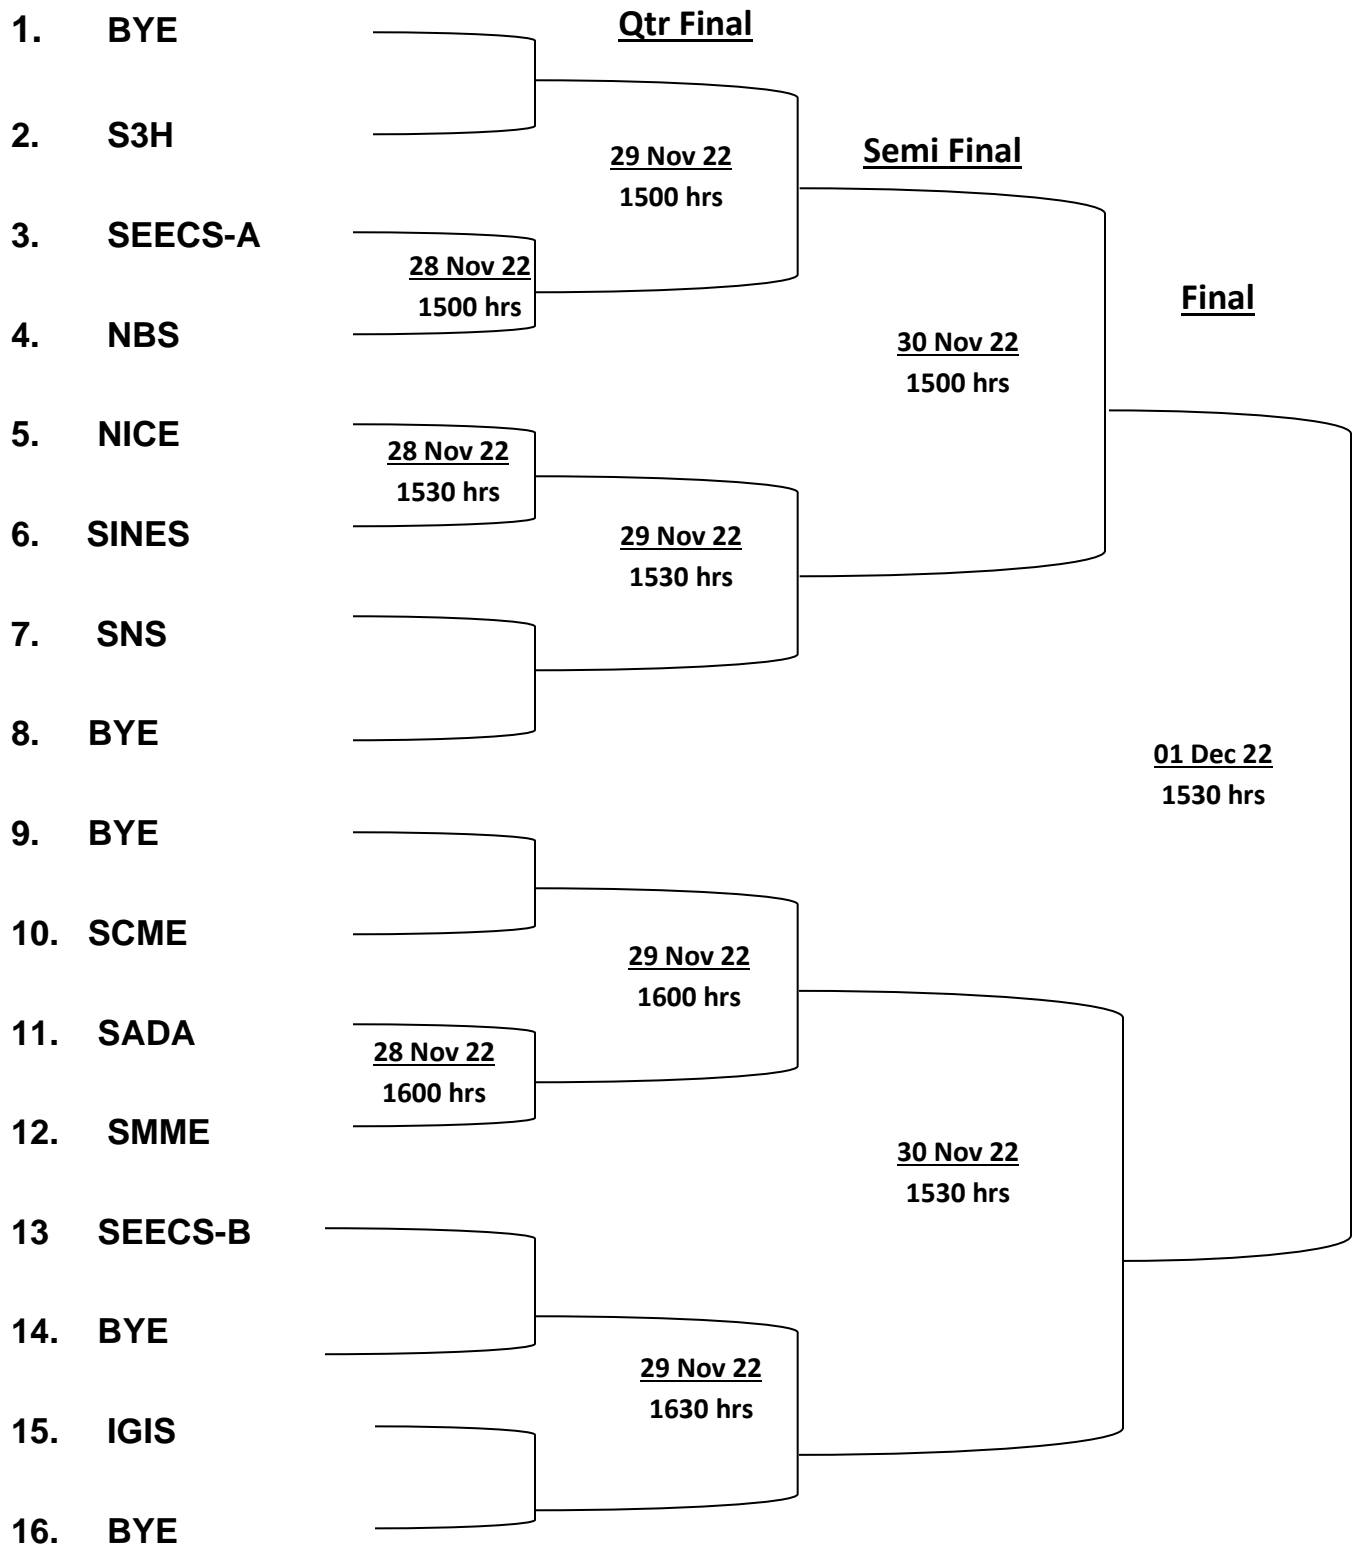 1. BYE
Qtr Final
2. S3H
29 Nov 22
1500 hrs
Semi Final
3. SEECS-A
28 Nov 22
1500 hrs
Final
4. NBS
30 Nov 22
1500 hrs
5. NICE
28 Nov 22
1530 hrs
6. SINES
29 Nov 22
1530 hrs
7. SNS
8. BYE
01 Dec 22
1530 hrs
9. BYE
10. SCME
29 Nov 22
1600 hrs
11. SADA
28 Nov 22
1600 hrs
12. SMME
30 Nov 22
1530 hrs
13 SEECS-B
14. BYE
29 Nov 22
1630 hrs
15. IGIS
16. BYE